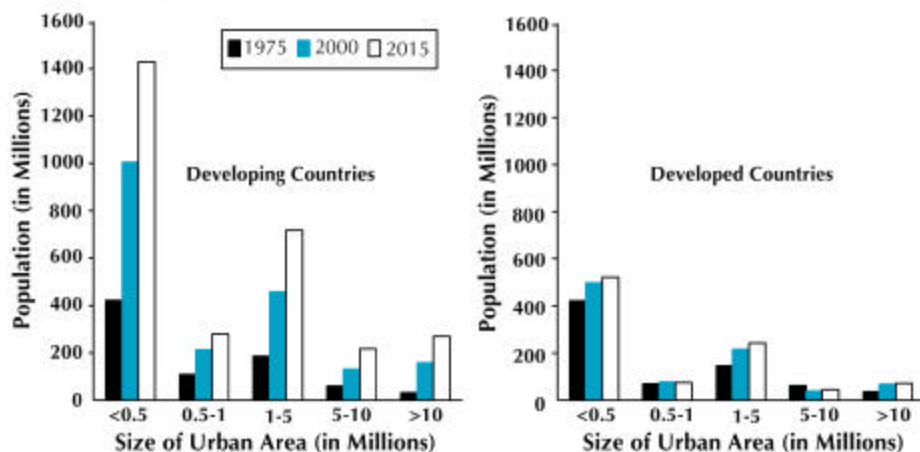 1975 2000 2015
Population (in Millions)
1600
1400
1200
1000
800
600
400
200
0
Developing Countries
<0.5 0.5-1 1-5 5-10 >10
Size of Urban Area (in Millions)
Population (in Millions)
1600
1400
1200
1000
800
600
400
200
0
Developed Countries
<0.5 0.5-1 1-5 5-10 >10
Size of Urban Area (in Millions)